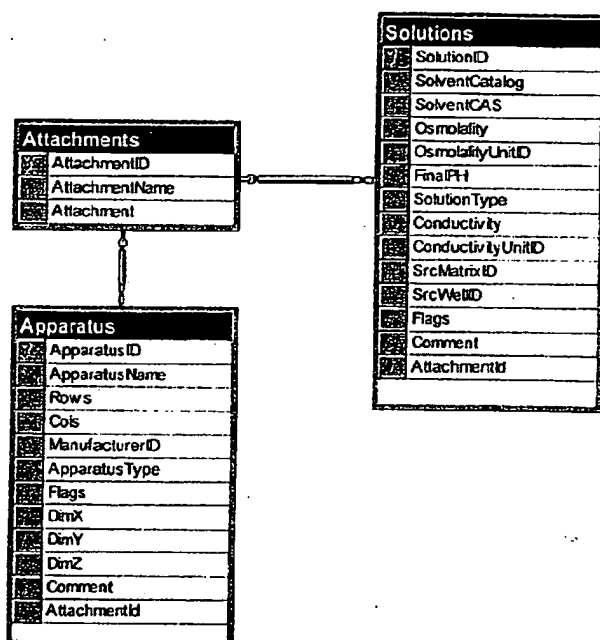 Attachments
AttachmentID
AttachmentName
Attachment
Apparatus
ApparatusID
ApparatusName
Rows
Cols
ManufacturerID
ApparatusType
Flags
DimX
DimY
DimZ
Comment
AttachmentId
Solutions
SolutionID
SolventCatalog
SolventCAS
Osmolality
OsmolalityUnitID
FinalPH
SolutionType
Conductivity
ConductivityUnitID
SrcMatrixID
SrcWellID
Flags
Comment
AttachmentId